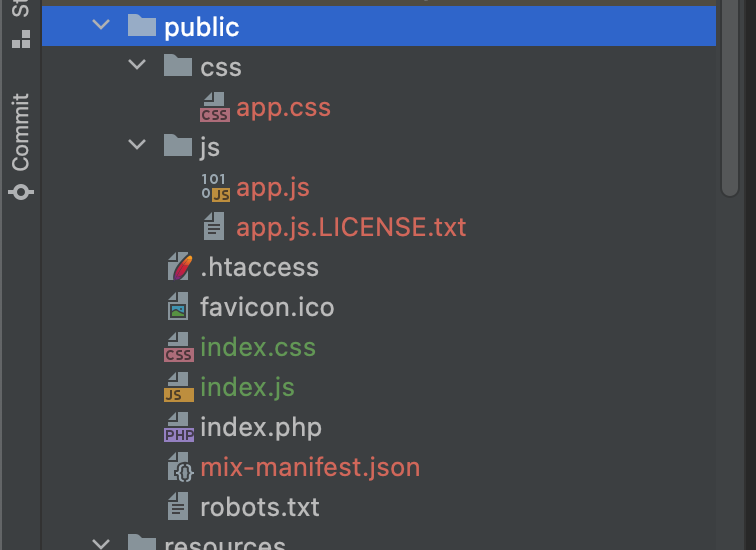 public
css
app.css
js
app.js
app.js.LICENSE.txt
.htaccess
favicon.ico
index.css
index.js
index.php
mix-manifest.json
robots.txt
resources
Commit